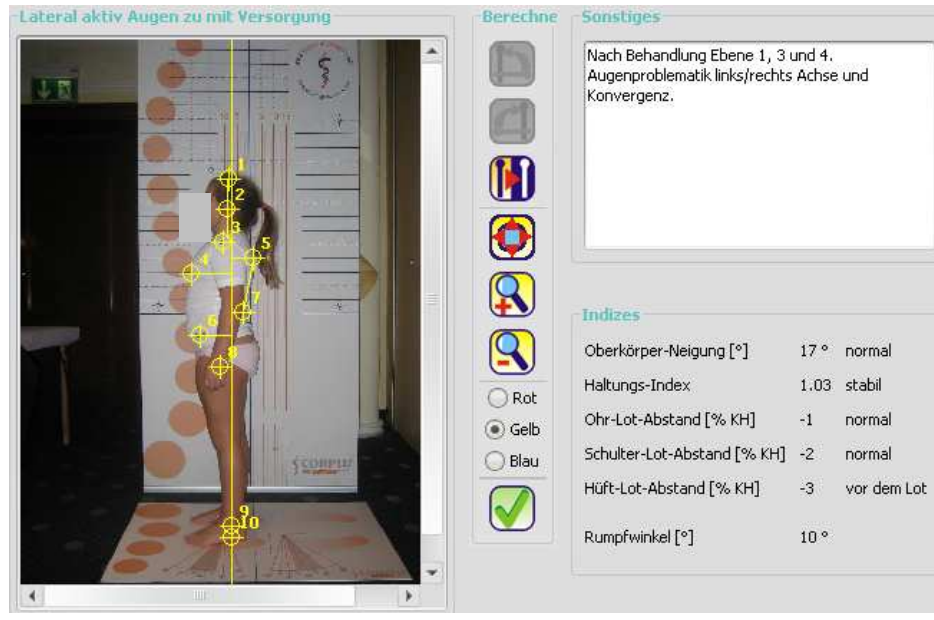 Lateral aktiv Augen zu mit Versorgung
1
2
3
4
5
6
7
8
9
10
Berechne
Rot
Gelb
Blau
Sonstiges
Nach Behandlung Ebene 1, 3 und 4.
Augenproblematik links/rechts Achse und
Konvergenz.
Indizes
Oberkörper-Neigung [°] 17 ° normal
Haltungs-Index 1.03 stabil
Ohr-Lot-Abstand [% KH] -1 normal
Schulter-Lot-Abstand [% KH] -2 normal
Hüft-Lot-Abstand [% KH] -3 vor dem Lot
Rumpfwinkel [°] 10 °